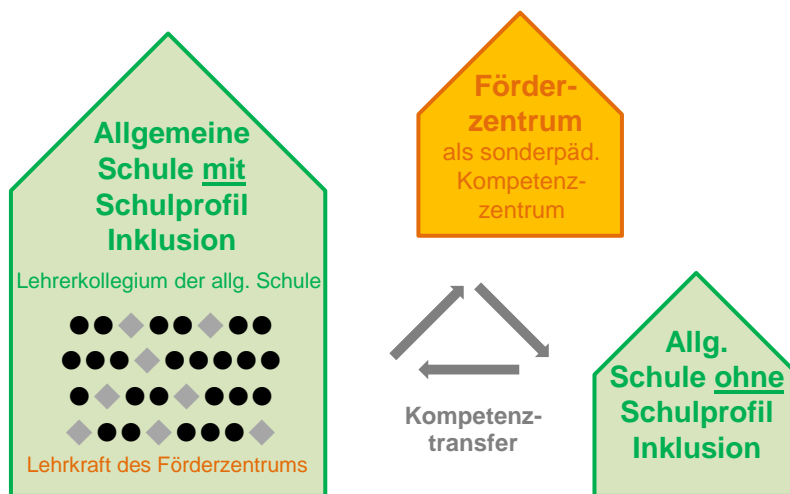 Allgemeine
Schule mit
Schulprofil
Inklusion
Lehrerkollegium der allg. Schule
Lehrkraft des Förderzentrums
Förder-
zentrum
als sonderpäd.
Kompetenz-
zentrum
Kompetenz-
transfer
Allg.
Schule ohne
Schulprofil
Inklusion